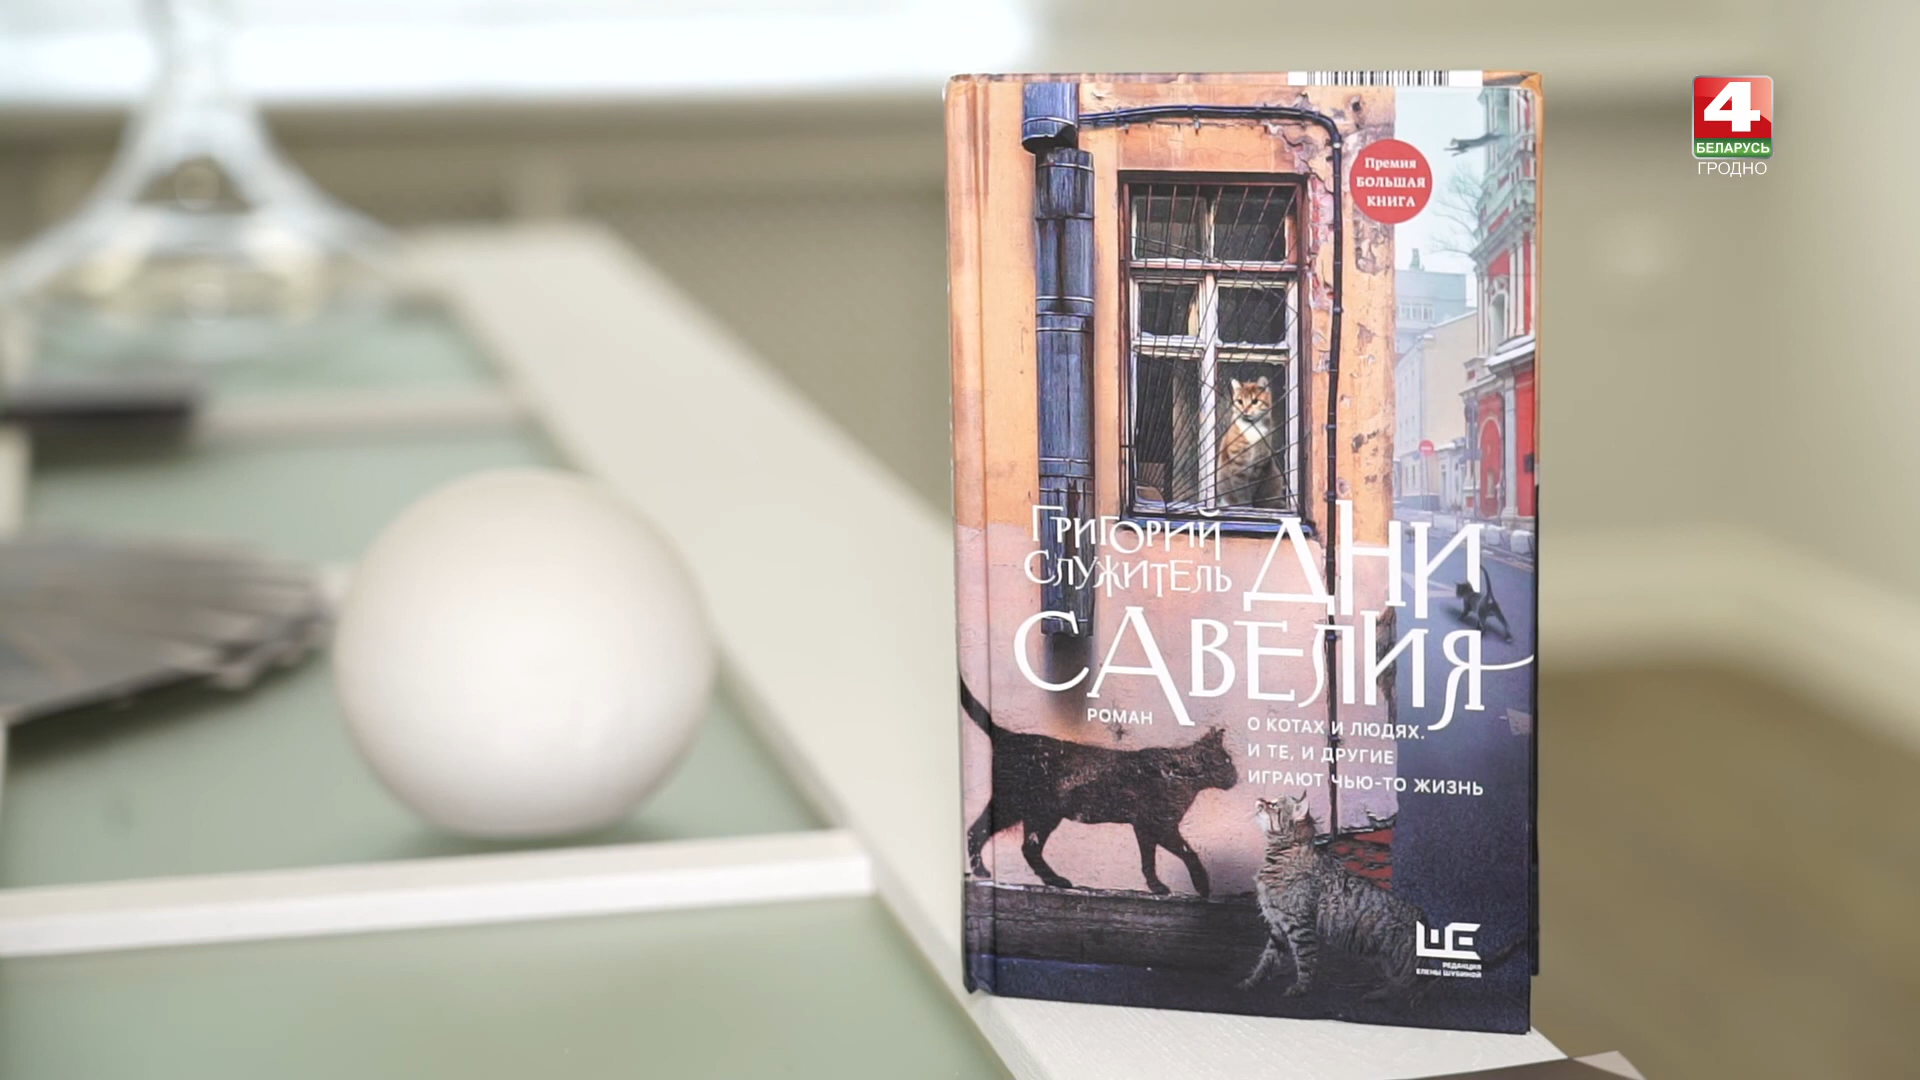 4
БЕЛАРУСЬ
ГРОДНО
Премия
БОЛЬШАЯ
КНИГА
ГРИГОРИЙ
СЛУЖИТЕЛЬ
ДНИ
САВЕЛИЯ
РОМАН
О КОТАХ И ЛЮДЯХ.
И ТЕ, И ДРУГИЕ
ИГРАЮТ ЧЬЮ-ТО ЖИЗНЬ
РЕДАКЦИЯ
ЕЛЕНЫ ШУБИНОЙ